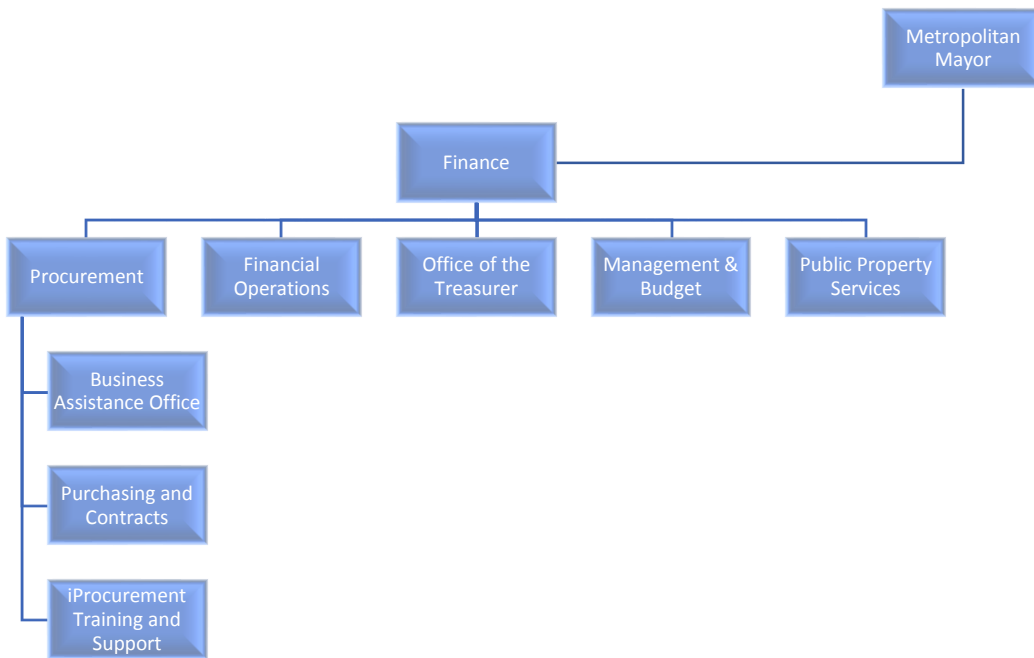 Metropolitan
Mayor
Finance
Procurement
Financial
Operations
Office of the
Treasurer
Management &
Budget
Public Property
Services
Business
Assistance Office
Purchasing and
Contracts
iProcurement
Training and
Support